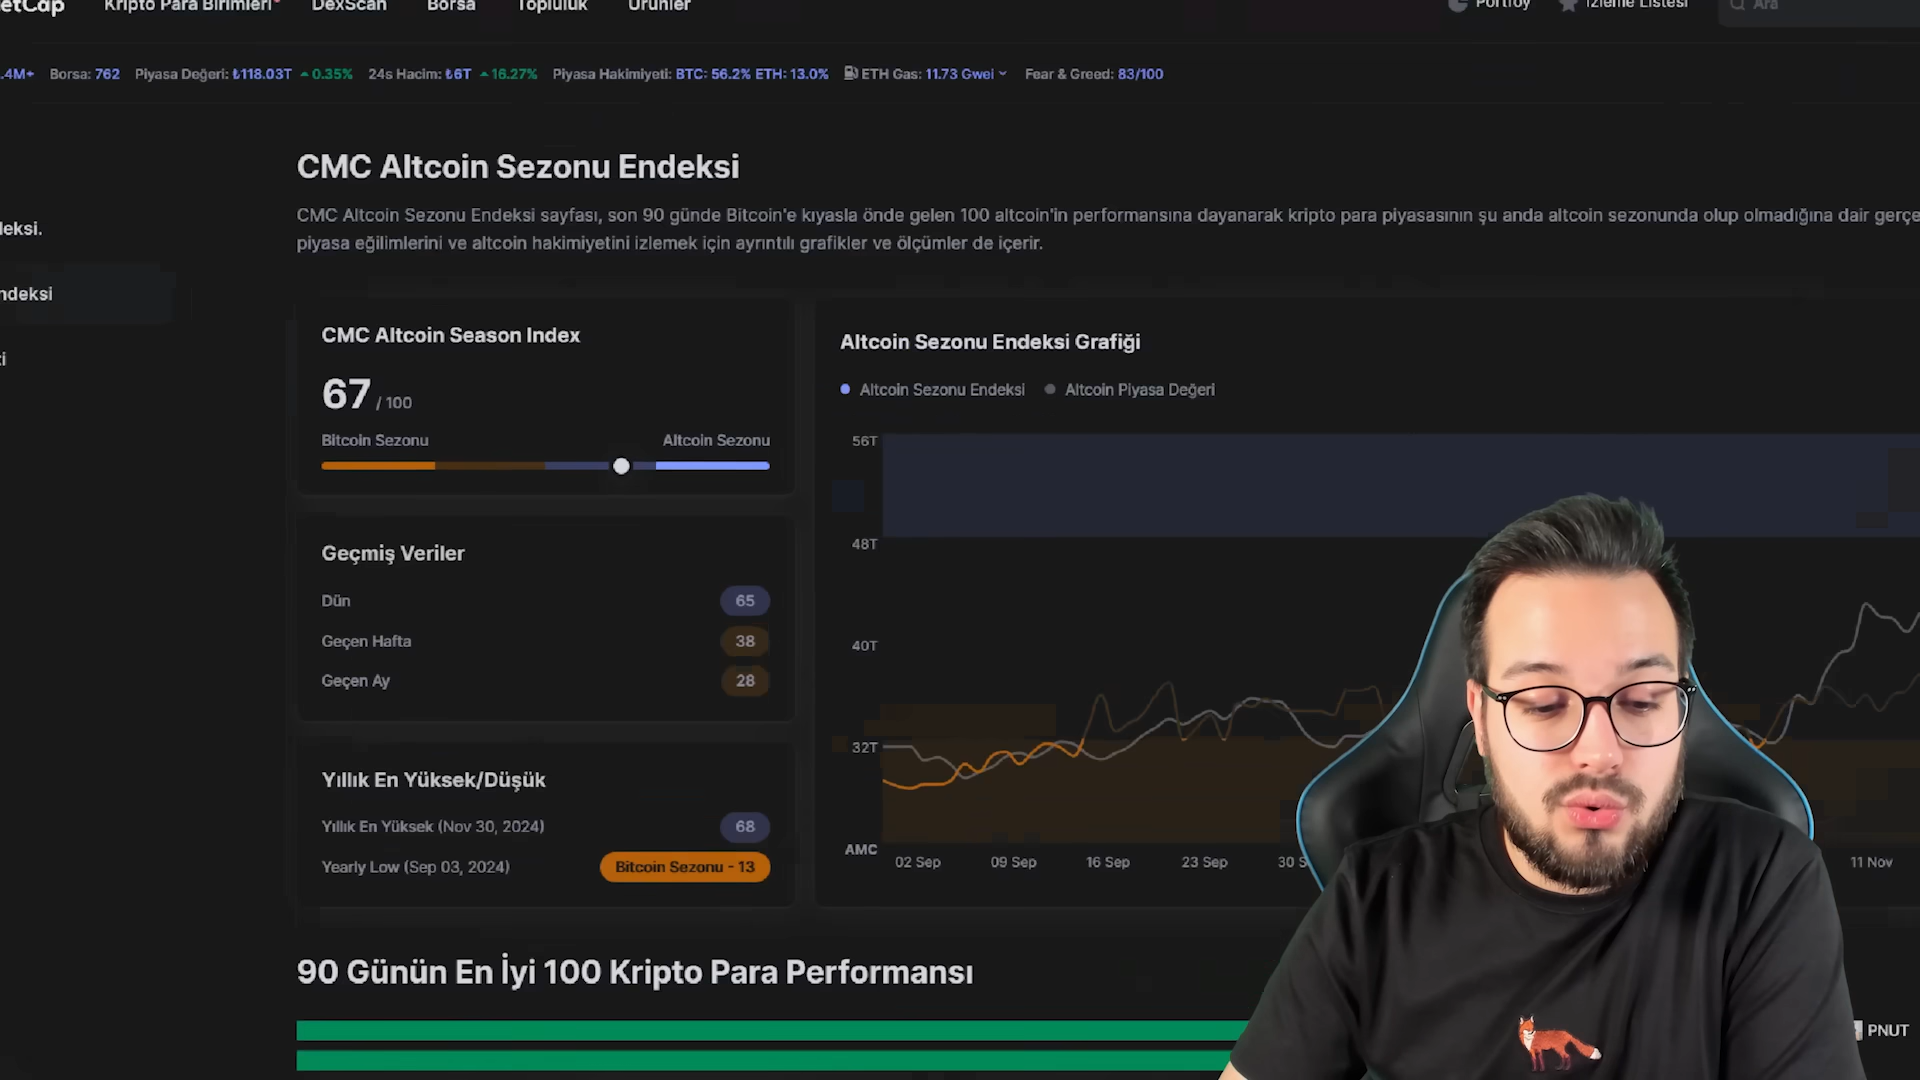 Kripto Para Birimleri
DexScan
Borsa
Topluluk
Ürünler
Portföy
İzleme Listesi
Ara
.4M+ Borsa: 762 Piyasa Değeri: ₺118.03T 0.35% 24s Hacim: ₺6T 16.27% Piyasa Hakimiyeti: BTC: 56.2% ETH: 13.0% ETH Gas: 11.73 Gwei Fear & Greed: 83/100
CMC Altcoin Sezonu Endeksi
CMC Altcoin Sezonu Endeksi sayfası, son 90 günde Bitcoin'e kıyasla önde gelen 100 altcoin'in performansına dayanarak kripto para piyasasının şu anda altcoin sezonunda olup olmadığına dair gerçe
piyasa eğilimlerini ve altcoin hakimiyetini izlemek için ayrıntılı grafikler ve ölçümler de içerir.
CMC Altcoin Season Index
67 / 100
Bitcoin Sezonu
Altcoin Sezonu
Geçmiş Veriler
Dün 65
Geçen Hafta 38
Geçen Ay 28
Yıllık En Yüksek/Düşük
Yıllık En Yüksek (Nov 30, 2024) 68
Yearly Low (Sep 03, 2024) Bitcoin Sezonu - 13
Altcoin Sezonu Endeksi Grafiği
Altcoin Sezonu Endeksi
Altcoin Piyasa Değeri
56T
48T
40T
32T
AMC
02 Sep
09 Sep
16 Sep
23 Sep
30 S
11 Nov
90 Günün En İyi 100 Kripto Para Performansı
PNUT